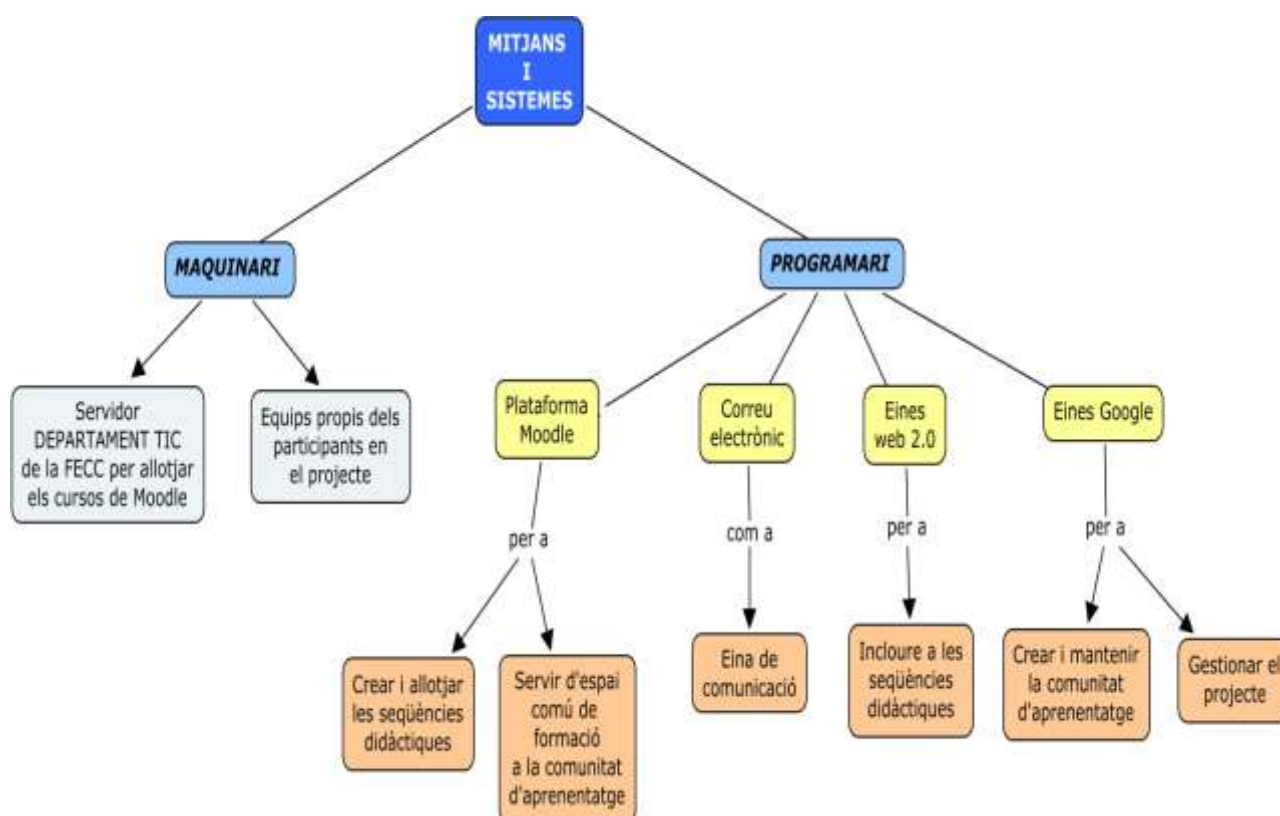 MITJANS
I
SISTEMES
MAQUINARI
PROGRAMARI
Servidor
DEPARTAMENT TIC
de la FECC per allotjar
els cursos de Moodle
Equips propis dels
participants en
el projecte
Plataforma
Moodle
Correu
electrònic
Eines
web 2.0
Eines Google
per a
com a
per a
per a
Crear i allotjar
les seqüències
didàctiques
Servir d'espai
comú de
formació
a la comunitat
d'aprenentatge
Eina de
comunicació
Incloure a les
seqüències
didàctiques
Crear i mantenir
la comunitat
d'aprenentatge
Gestionar el
projecte